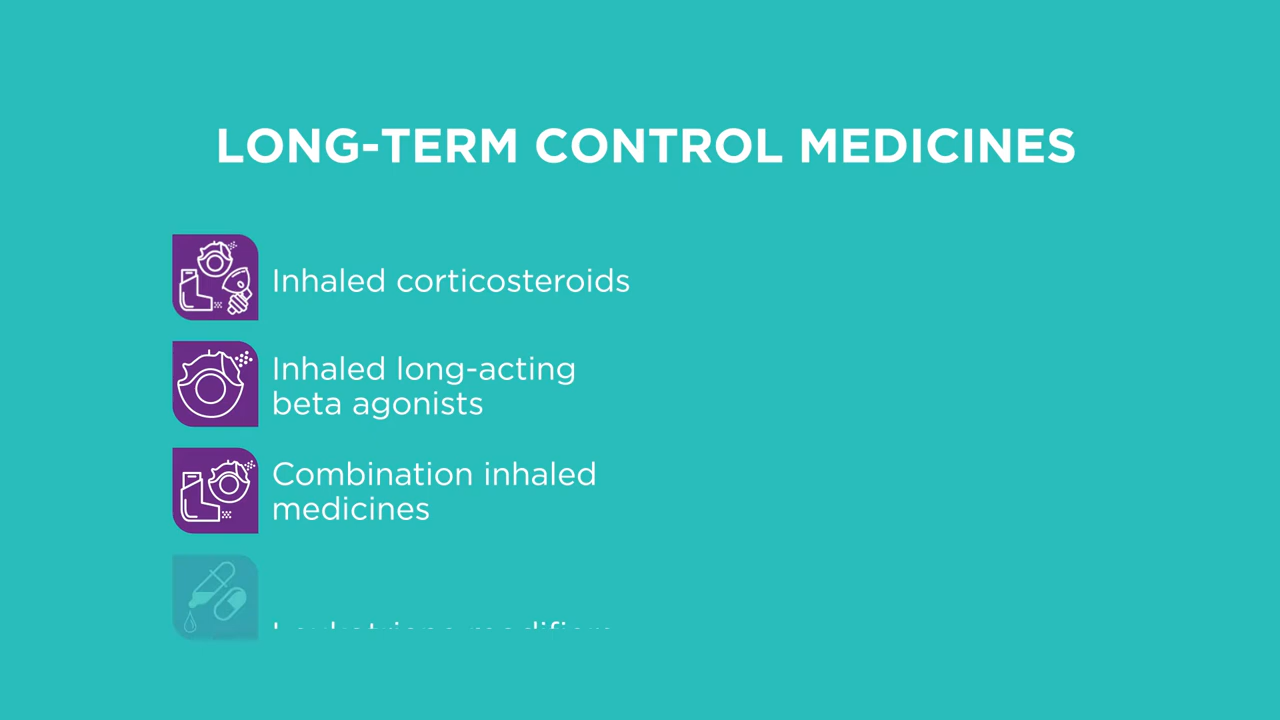 LONG-TERM CONTROL MEDICINES
Inhaled corticosteroids
Inhaled long-acting
beta agonists
Combination inhaled
medicines